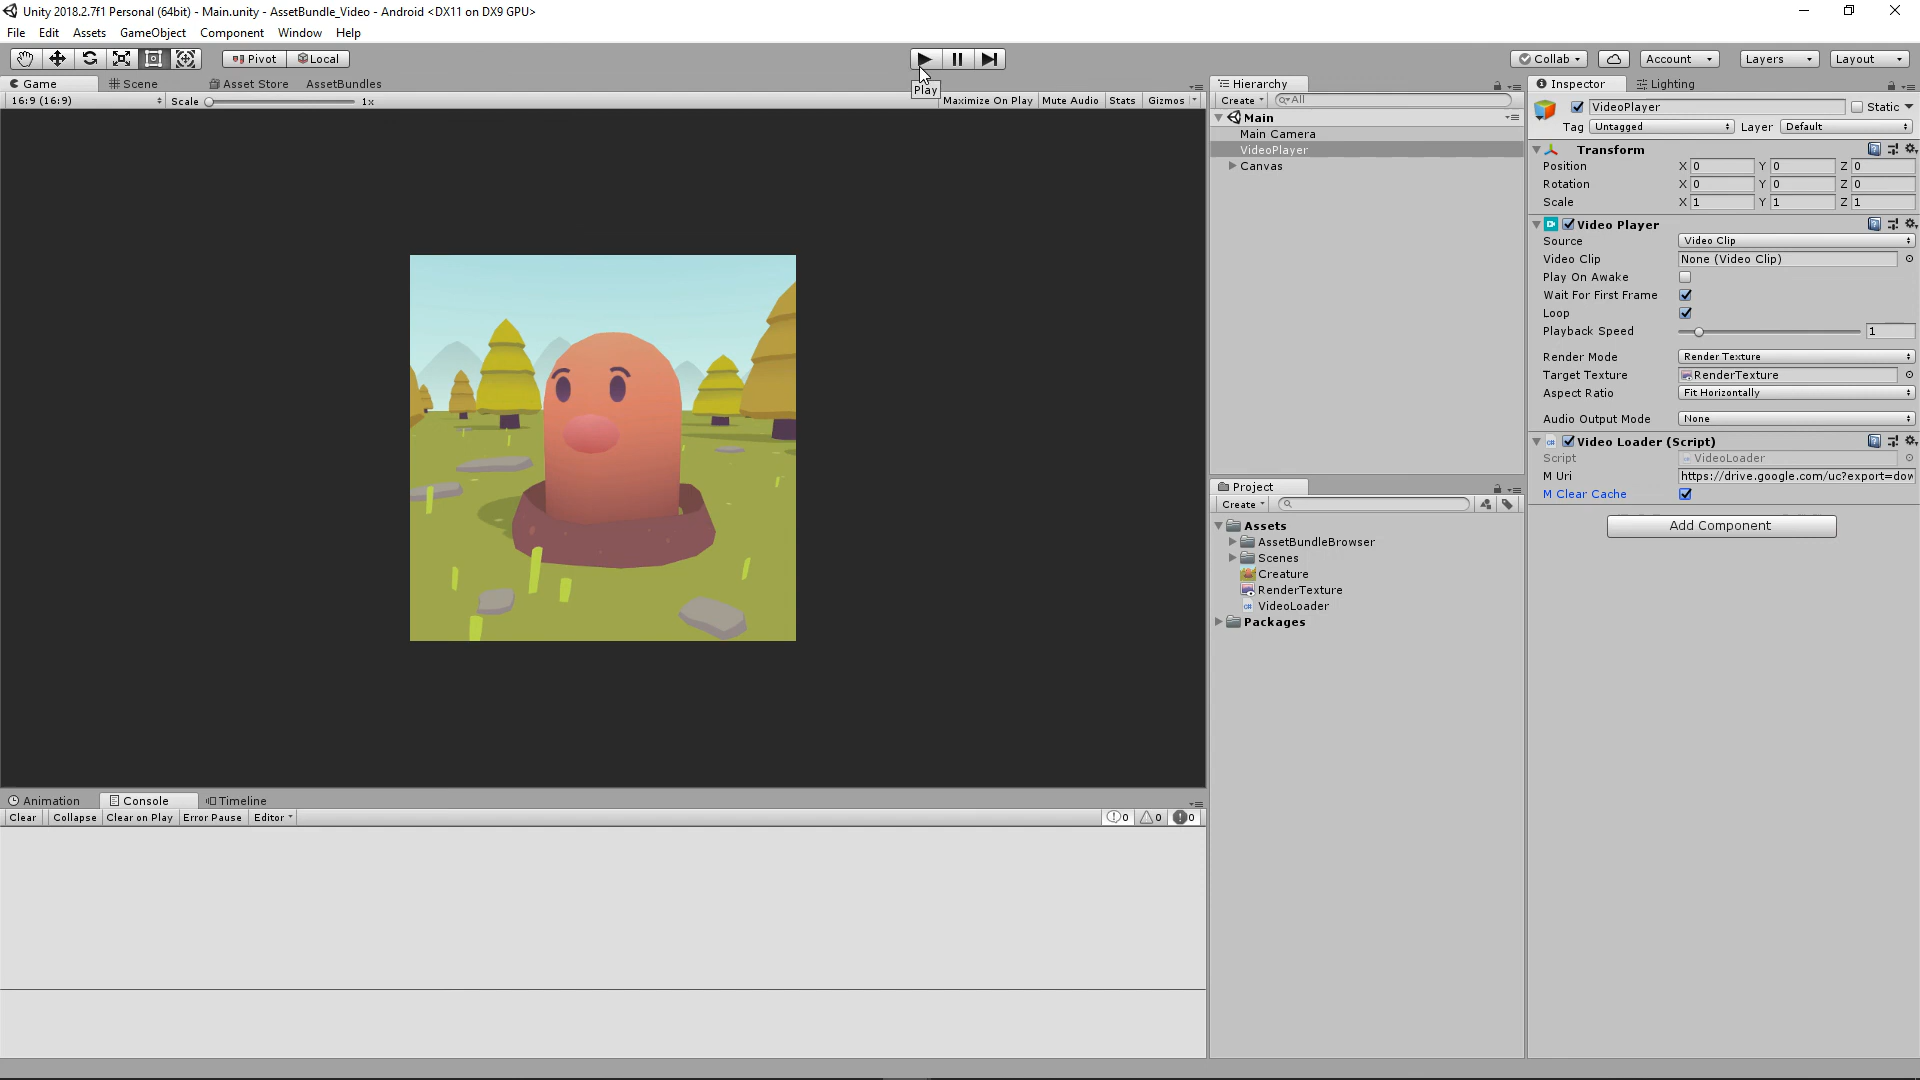 Unity 2018.2.7f1 Personal (64bit) - Main.unity - AssetBundle_Video - Android <DX11 on DX9 GPU>
File Edit Assets GameObject Component Window Help
Pivot Local Collab Account Layers Layout
Game Scene Asset Store AssetBundles
16:9 (16:9) Scale 1x Play Maximize On Play Mute Audio Stats Gizmos
Hierarchy
Create All
Main
Main Camera
VideoPlayer
Canvas
Project
Create
Assets
AssetBundleBrowser
Scenes
Creature
RenderTexture
VideoLoader
Packages
Inspector Lighting
VideoPlayer Static
Tag Untagged Layer Default
Transform
Position X 0 Y 0 Z 0
Rotation X 0 Y 0 Z 0
Scale X 1 Y 1 Z 1
Video Player
Source Video Clip
Video Clip None (Video Clip)
Play On Awake
Wait For First Frame
Loop
Playback Speed 1
Render Mode Render Texture
Target Texture RenderTexture
Aspect Ratio Fit Horizontally
Audio Output Mode None
Video Loader (Script)
Script VideoLoader
M Uri https://drive.google.com/uc?export=dow
M Clear Cache
Add Component
Animation Console Timeline
Clear Collapse Clear on Play Error Pause Editor 0 0 0